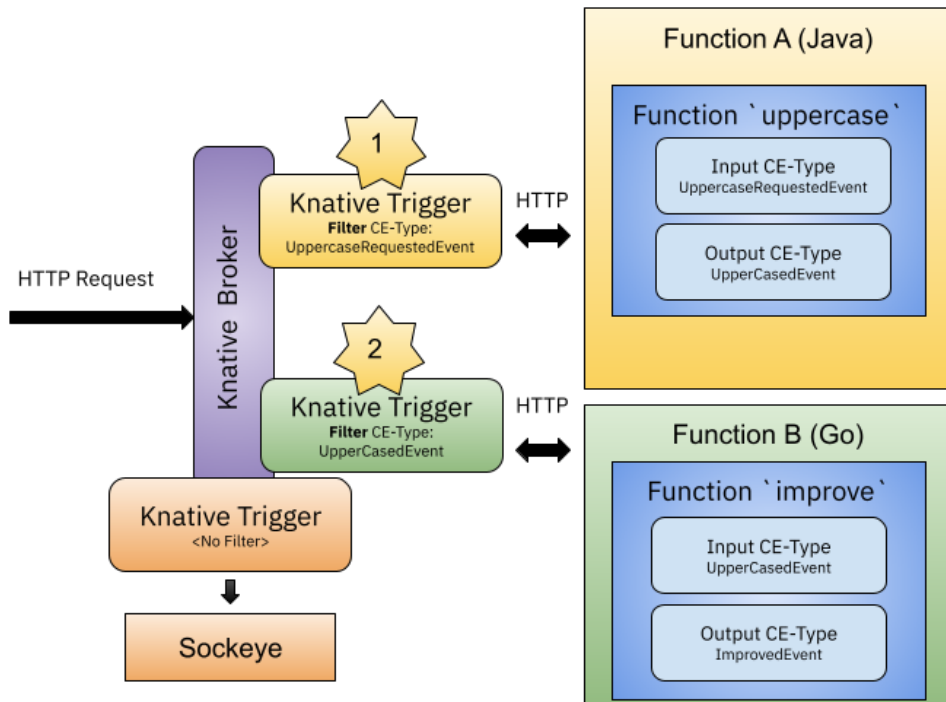 HTTP Request
Knative Broker
1
Knative Trigger
Filter CE-Type:
UppercaseRequestedEvent
HTTP
2
Knative Trigger
Filter CE-Type:
UpperCasedEvent
HTTP
Knative Trigger
<No Filter>
Sockeye
Function A (Java)
Function `uppercase`
Input CE-Type
UppercaseRequestedEvent
Output CE-Type
UpperCasedEvent
Function B (Go)
Function `improve`
Input CE-Type
UpperCasedEvent
Output CE-Type
ImprovedEvent